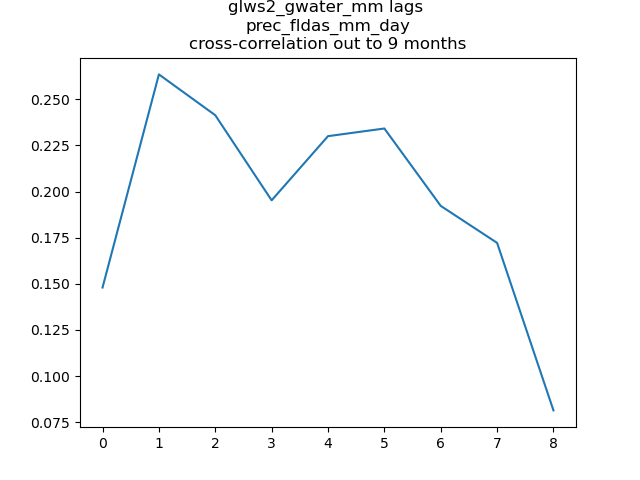 glws2_gwater_mm lags
prec_fldas_mm_day
cross-correlation out to 9 months
0.250
0.225
0.200
0.175
0.150
0.125
0.100
0.075
0 1 2 3 4 5 6 7 8